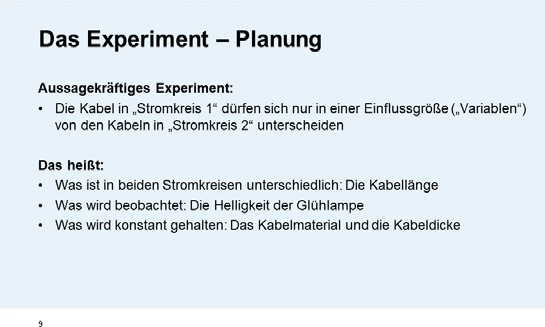 Das Experiment – Planung
Aussagekräftiges Experiment:
• Die Kabel in „Stromkreis 1“ dürfen sich nur in einer Einflussgröße („Variablen“)
von den Kabeln in „Stromkreis 2“ unterscheiden
Das heißt:
• Was ist in beiden Stromkreisen unterschiedlich: Die Kabellänge
• Was wird beobachtet: Die Helligkeit der Glühlampe
• Was wird konstant gehalten: Das Kabelmaterial und die Kabeldicke
9